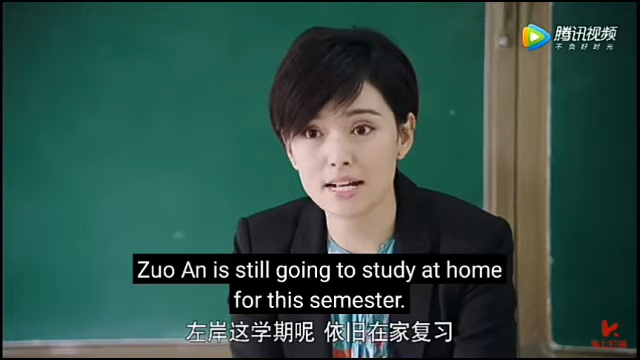 腾讯视频
不负好时光
Zuo An is still going to study at home
for this semester.
左岸这学期呢 依旧在家复习